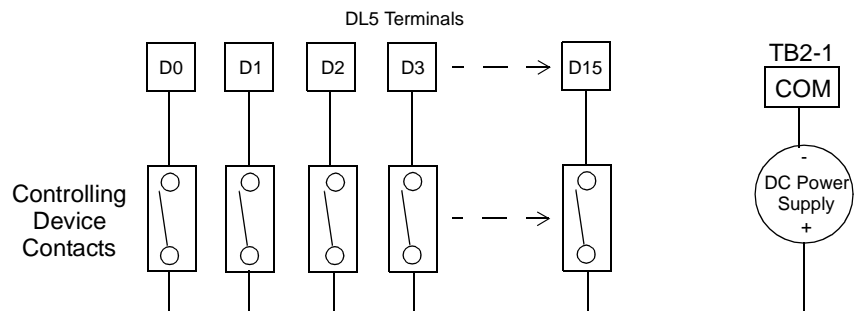 DL5 Terminals
D0 D1 D2 D3 D15
TB2-1
COM
Controlling
Device
Contacts
-
DC Power
Supply
+